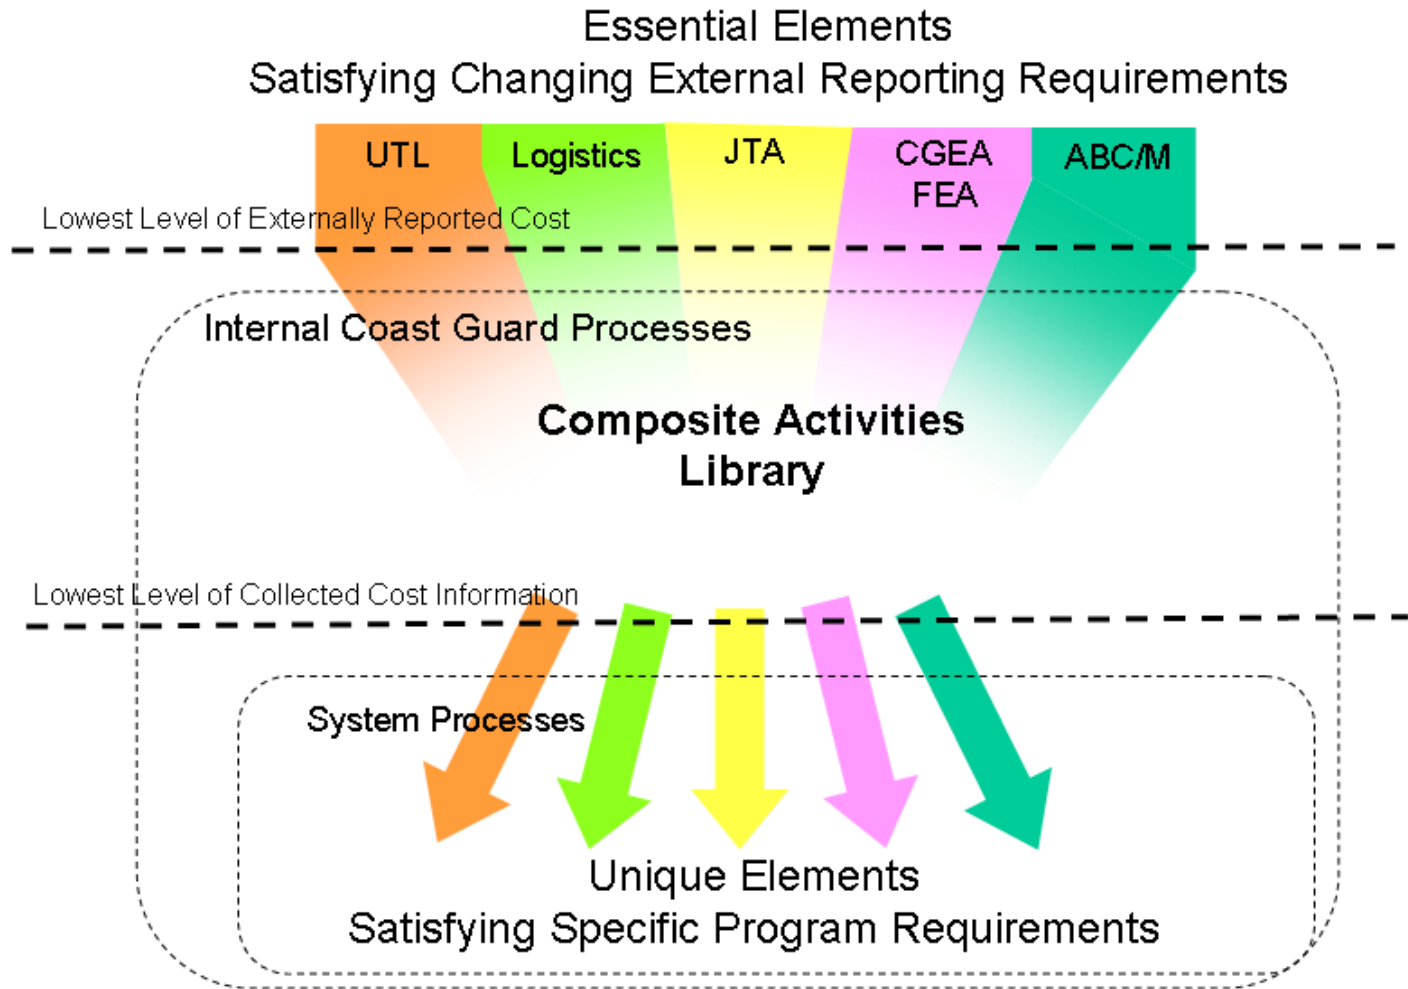 Essential Elements
Satisfying Changing External Reporting Requirements
UTL
Logistics
JTA
CGEA
FEA
ABC/M
Lowest Level of Externally Reported Cost
Internal Coast Guard Processes
Composite Activities
Library
Lowest Level of Collected Cost Information
System Processes
Unique Elements
Satisfying Specific Program Requirements